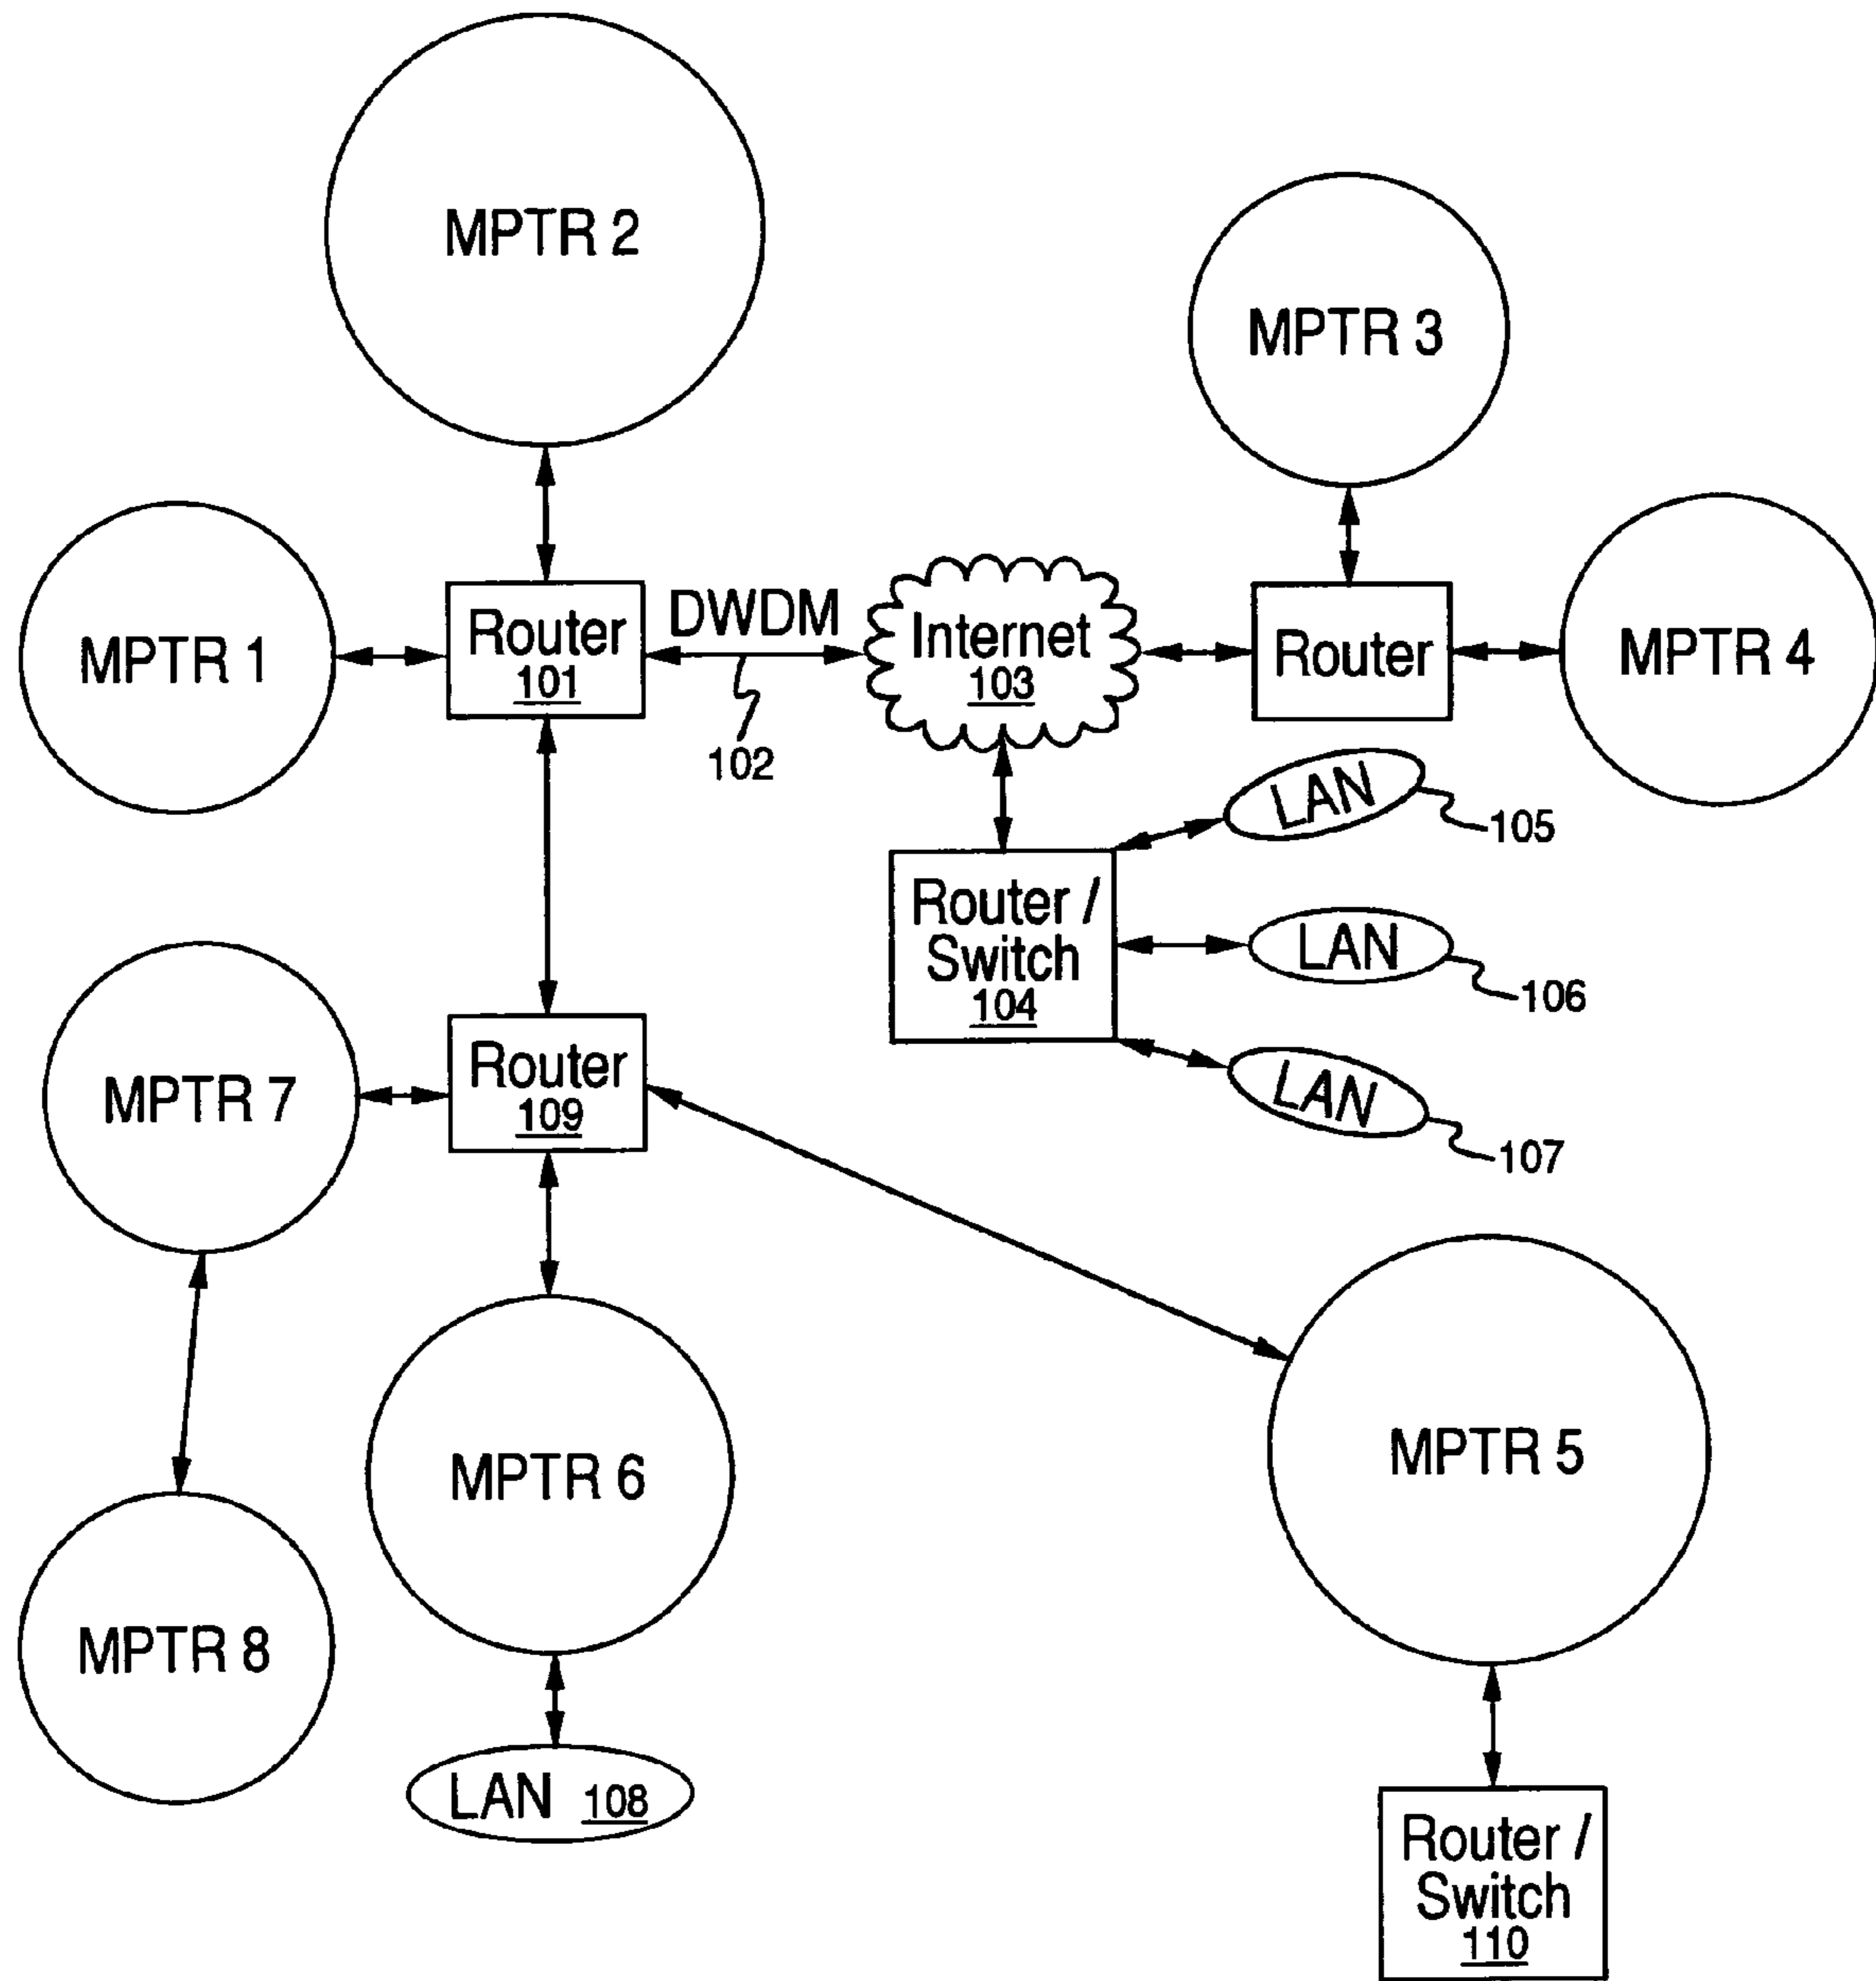 MPTR 2
MPTR 3
MPTR 1
Router
101
DWDM
102
Internet
103
Router
MPTR 4
LAN
105
Router /
Switch
104
LAN
106
LAN
107
MPTR 7
Router
109
MPTR 5
MPTR 6
MPTR 8
LAN 108
Router /
Switch
110